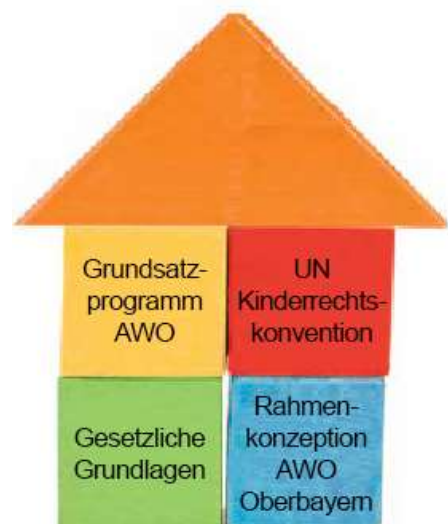 Grundsatz-
programm
AWO
UN
Kinderrechts-
konvention
Gesetzliche
Grundlagen
Rahmen-
konzeption
AWO
Oberbayern